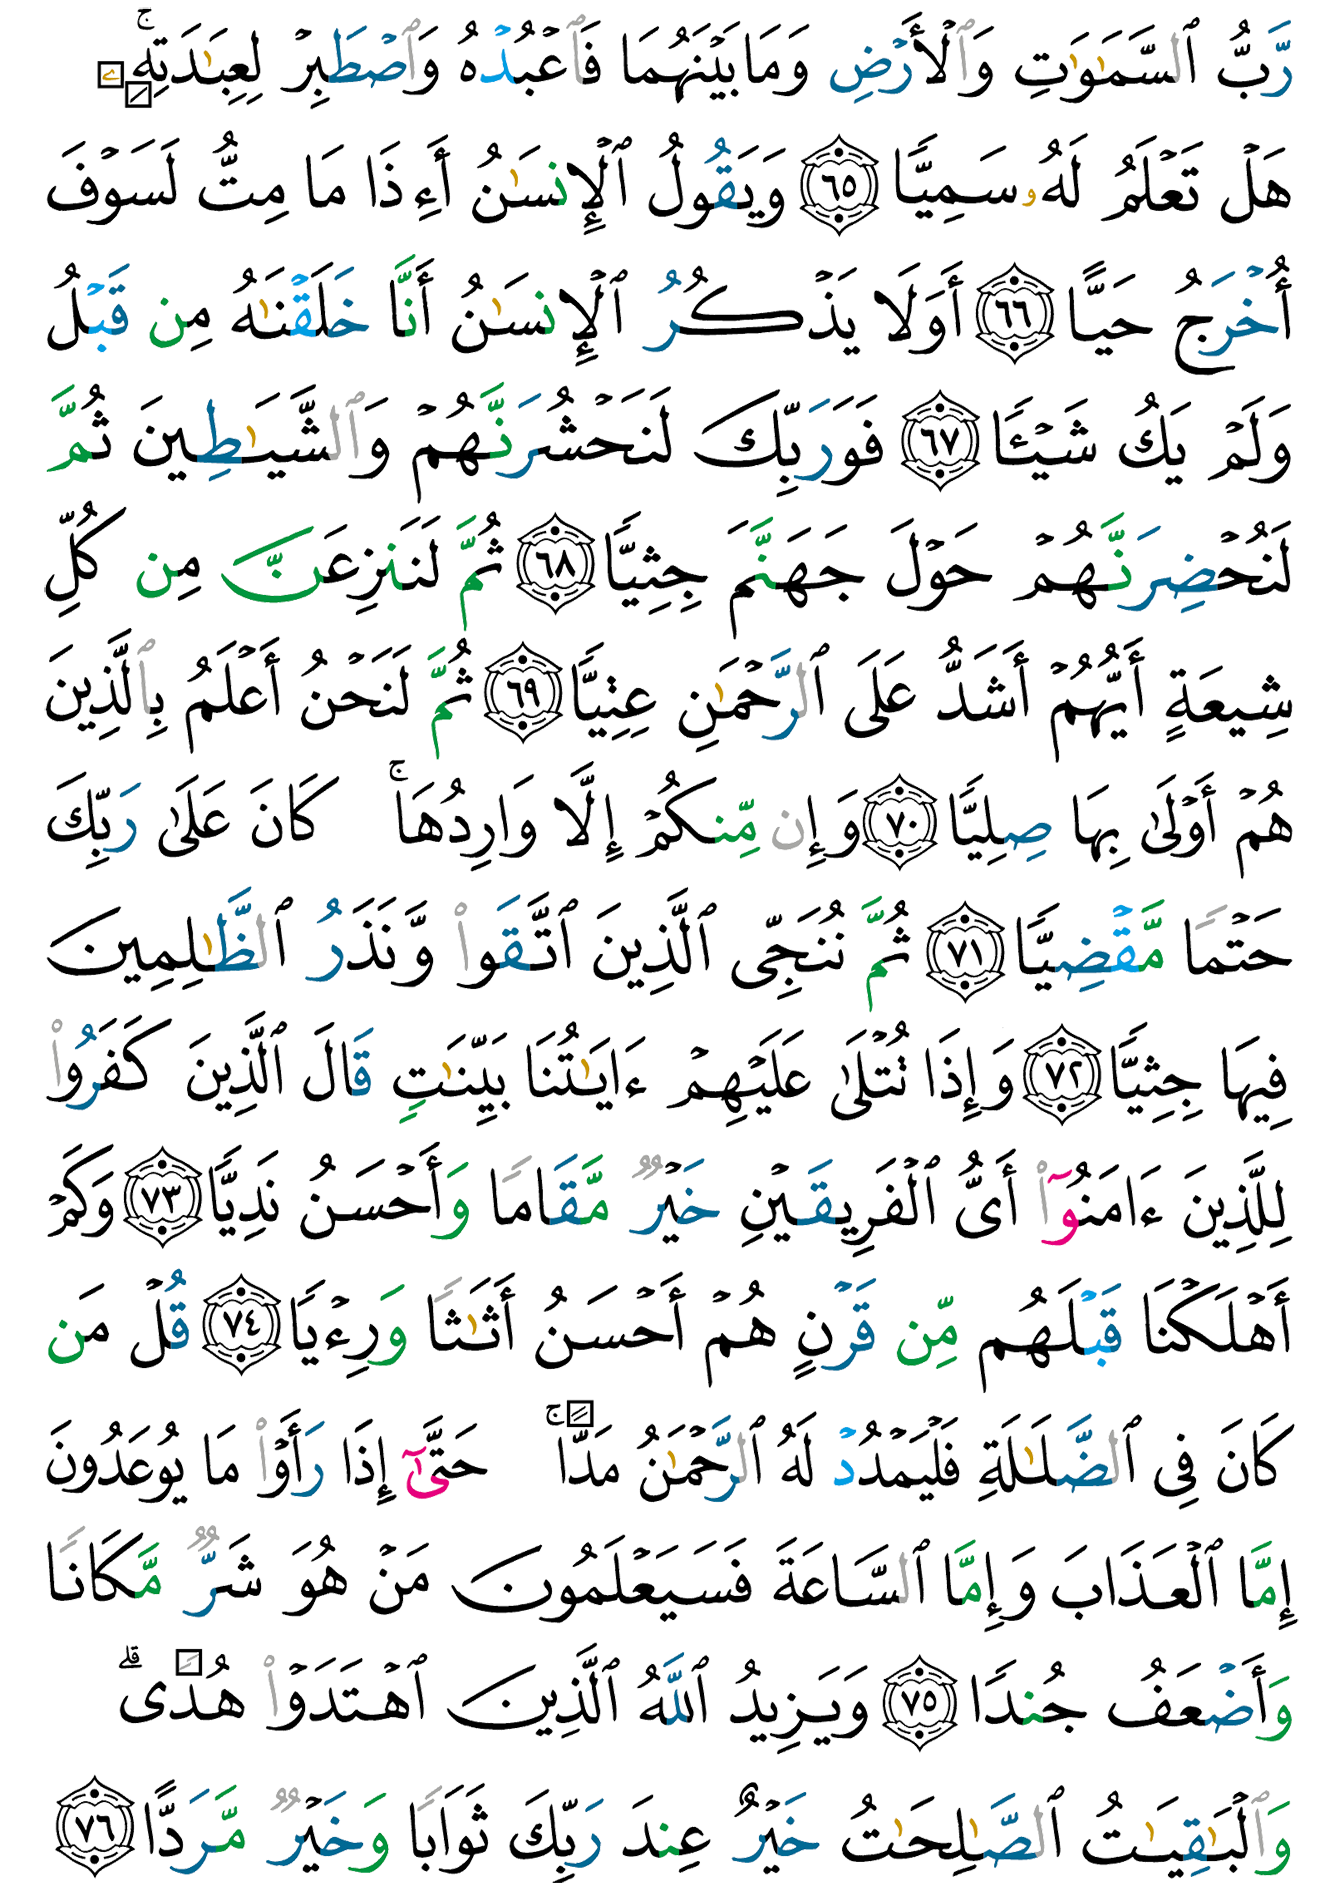 رَّبُّ ٱلسَّمَٰوَٰتِ وَٱلْأَرْضِ وَمَا بَيْنَهُمَا فَٱعْبُدْهُ وَٱصْطَبِرْ لِعِبَٰدَتِهِۦ ۚ
هَلْ تَعْلَمُ لَهُۥ سَمِيًّا ٦٥ وَيَقُولُ ٱلْإِنسَٰنُ أَءِذَا مَا مِتُّ لَسَوْفَ
أُخْرَجُ حَيًّا ٦٦ أَوَلَا يَذْكُرُ ٱلْإِنسَٰنُ أَنَّا خَلَقْنَٰهُ مِن قَبْلُ
وَلَمْ يَكُ شَيْـًٔا ٦٧ فَوَرَبِّكَ لَنَحْشُرَنَّهُمْ وَٱلشَّيَٰطِينَ ثُمَّ
لَنُحْضِرَنَّهُمْ حَوْلَ جَهَنَّمَ جِثِيًّا ٦٨ ثُمَّ لَنَنزِعَنَّ مِن كُلِّ
شِيعَةٍ أَيُّهُمْ أَشَدُّ عَلَى ٱلرَّحْمَٰنِ عِتِيًّا ٦٩ ثُمَّ لَنَحْنُ أَعْلَمُ بِٱلَّذِينَ
هُمْ أَوْلَىٰ بِهَا صِلِيًّا ٧٠ وَإِن مِّنكُمْ إِلَّا وَارِدُهَا ۚ كَانَ عَلَىٰ رَبِّكَ
حَتْمًا مَّقْضِيًّا ٧١ ثُمَّ نُنَجِّى ٱلَّذِينَ ٱتَّقَوا۟ وَّنَذَرُ ٱلظَّٰلِمِينَ
فِيهَا جِثِيًّا ٧٢ وَإِذَا تُتْلَىٰ عَلَيْهِمْ ءَايَٰتُنَا بَيِّنَٰتٍ قَالَ ٱلَّذِينَ كَفَرُوا۟
لِلَّذِينَ ءَامَنُوٓا۟ أَىُّ ٱلْفَرِيقَيْنِ خَيْرٌ مَّقَامًا وَأَحْسَنُ نَدِيًّا ٧٣ وَكَمْ
أَهْلَكْنَا قَبْلَهُم مِّن قَرْنٍ هُمْ أَحْسَنُ أَثَٰثًا وَرِءْيًا ٧٤ قُلْ مَن
كَانَ فِى ٱلضَّلَٰلَةِ فَلْيَمْدُدْ لَهُ ٱلرَّحْمَٰنُ مَدًّا ۚ حَتَّىٰٓ إِذَا رَأَوْا۟ مَا يُوعَدُونَ
إِمَّا ٱلْعَذَابَ وَإِمَّا ٱلسَّاعَةَ فَسَيَعْلَمُونَ مَنْ هُوَ شَرٌّ مَّكَانًا
وَأَضْعَفُ جُندًا ٧٥ وَيَزِيدُ ٱللَّهُ ٱلَّذِينَ ٱهْتَدَوْا۟ هُدًى ۗ
وَٱلْبَٰقِيَٰتُ ٱلصَّٰلِحَٰتُ خَيْرٌ عِندَ رَبِّكَ ثَوَابًا وَخَيْرٌ مَّرَدًّا ٧٦